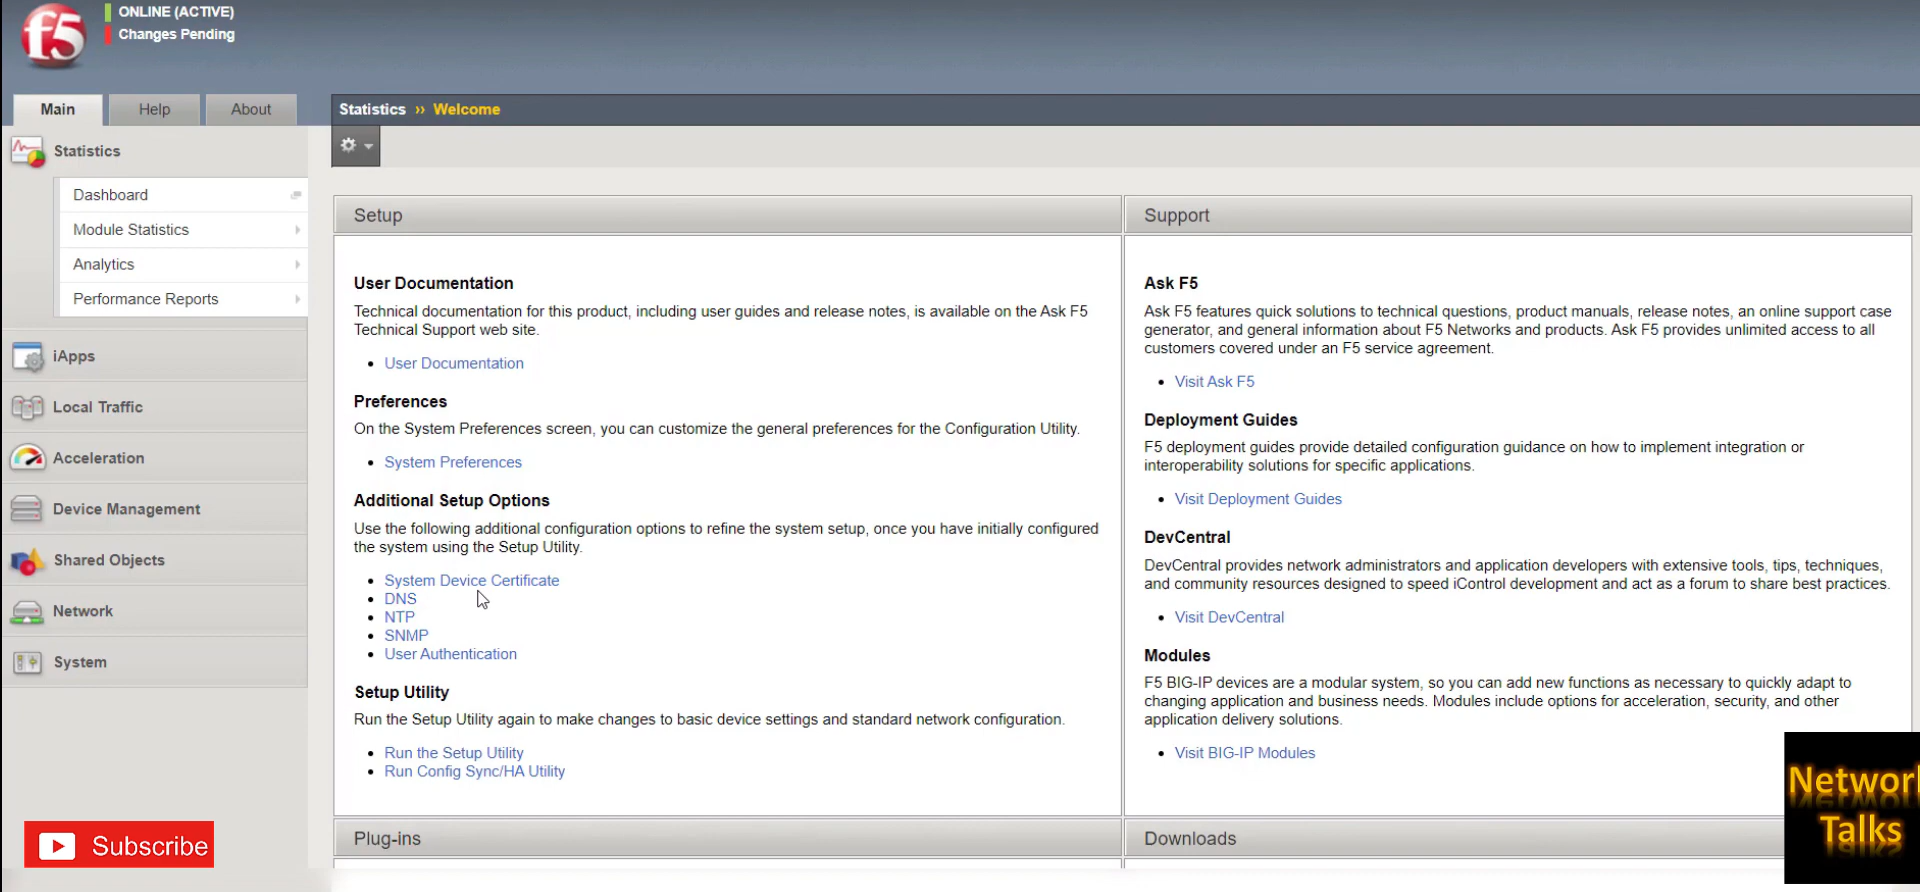 f5
ONLINE (ACTIVE)
Changes Pending
Main
Help
About
Statistics ›› Welcome
Statistics
Dashboard
Module Statistics
Analytics
Performance Reports
iApps
Local Traffic
Acceleration
Device Management
Shared Objects
Network
System
Setup
User Documentation
Technical documentation for this product, including user guides and release notes, is available on the Ask F5
Technical Support web site.
• User Documentation
Preferences
On the System Preferences screen, you can customize the general preferences for the Configuration Utility.
• System Preferences
Additional Setup Options
Use the following additional configuration options to refine the system setup, once you have initially configured
the system using the Setup Utility.
• System Device Certificate
• DNS
• NTP
• SNMP
• User Authentication
Setup Utility
Run the Setup Utility again to make changes to basic device settings and standard network configuration.
• Run the Setup Utility
• Run Config Sync/HA Utility
Plug-ins
Support
Ask F5
Ask F5 features quick solutions to technical questions, product manuals, release notes, an online support case
generator, and general information about F5 Networks and products. Ask F5 provides unlimited access to all
customers covered under an F5 service agreement.
• Visit Ask F5
Deployment Guides
F5 deployment guides provide detailed configuration guidance on how to implement integration or
interoperability solutions for specific applications.
• Visit Deployment Guides
DevCentral
DevCentral provides network administrators and application developers with extensive tools, tips, techniques,
and community resources designed to speed iControl development and act as a forum to share best practices.
• Visit DevCentral
Modules
F5 BIG-IP devices are a modular system, so you can add new functions as necessary to quickly adapt to
changing application and business needs. Modules include options for acceleration, security, and other
application delivery solutions.
• Visit BIG-IP Modules
Downloads
Subscribe
Network
Talks